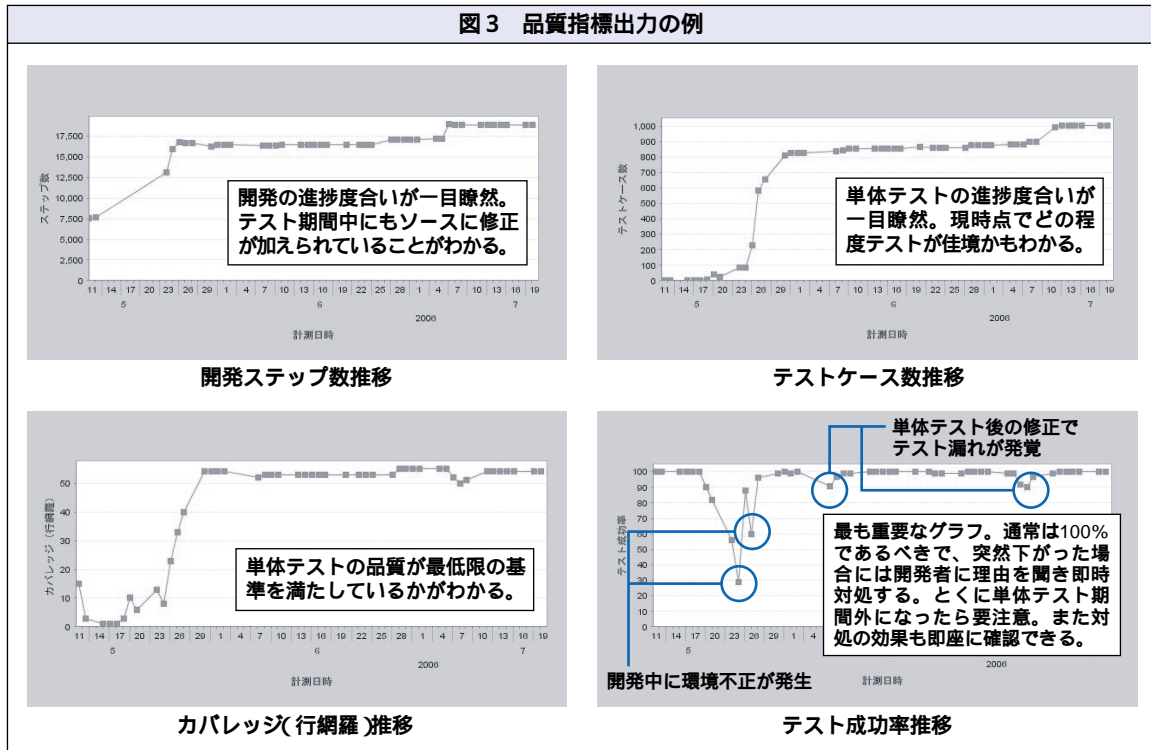 図3 品質指標出力の例
17,500
15,000
12,500
10,000
7,500
5,000
2,500
0
ステップ数
開発の進捗度合いが一目瞭然。
テスト期間中にもソースに修正
が加えられていることがわかる。
11 14 17 20 23 26 29 1 4 7 10 13 16 19 22 25 28 1 4 7 10 13 16 19
5 6 7
2006
計測日時
開発ステップ数推移
1,000
900
800
700
600
500
400
300
200
100
0
テストケース数
単体テストの進捗度合いが
一目瞭然。現時点でどの程
度テストが佳境かもわかる。
11 14 17 20 23 26 29 1 4 7 10 13 16 19 22 25 28 1 4 7 10 13 16 19
5 6 7
2006
計測日時
テストケース数推移
50
40
30
20
10
0
カバレッジ(行網羅)
単体テストの品質が最低限の基
準を満たしているかがわかる。
11 14 17 20 23 26 29 1 4 7 10 13 16 19 22 25 28 1 4 7 10 13 16 19
5 6 7
2006
計測日時
カバレッジ(行網羅)推移
単体テスト後の修正で
テスト漏れが発覚
100
90
80
70
60
50
40
30
20
10
0
テスト成功率
最も重要なグラフ。通常は100%
であるべきで、突然下がった場
合には開発者に理由を聞き即時
対処する。とくに単体テスト期
間外になったら要注意。また対
処の効果も即座に確認できる。
11 14 17 20 23 26 29 1 4 7 10 13 16 19 22 25 28 1 4 7 10 13 16 19
5 6 7
2006
計測日時
開発中に環境不正が発生
テスト成功率推移